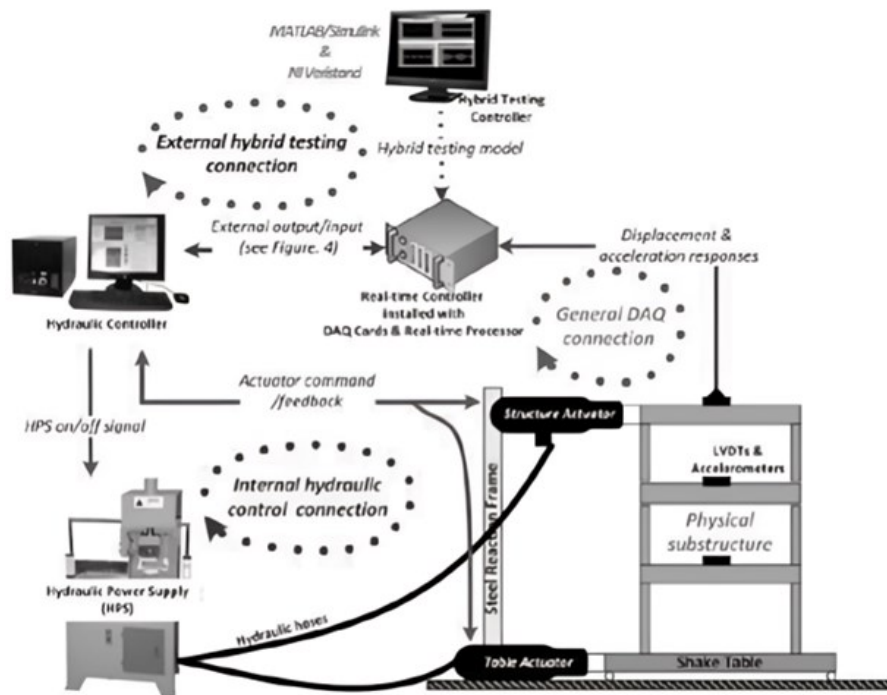 MATLAB/Simulink
&
NI Veristand
Hybrid Testing
Controller
External hybrid testing
connection
Hybrid testing model
External output/input
(see Figure. 4)
Displacement &
acceleration responses
Hydraulic Controller
Real-time Controller
installed with
DAQ Cards & Real-time Processor
General DAQ
connection
Actuator command
/feedback
HPS on/off signal
Structure Actuator
LVDTs &
Accelerometers
Internal hydraulic
control connection
Steel Reaction Frame
Physical
substructure
Hydraulic Power Supply
(HPS)
Hydraulic hoses
Table Actuator
Shake Table